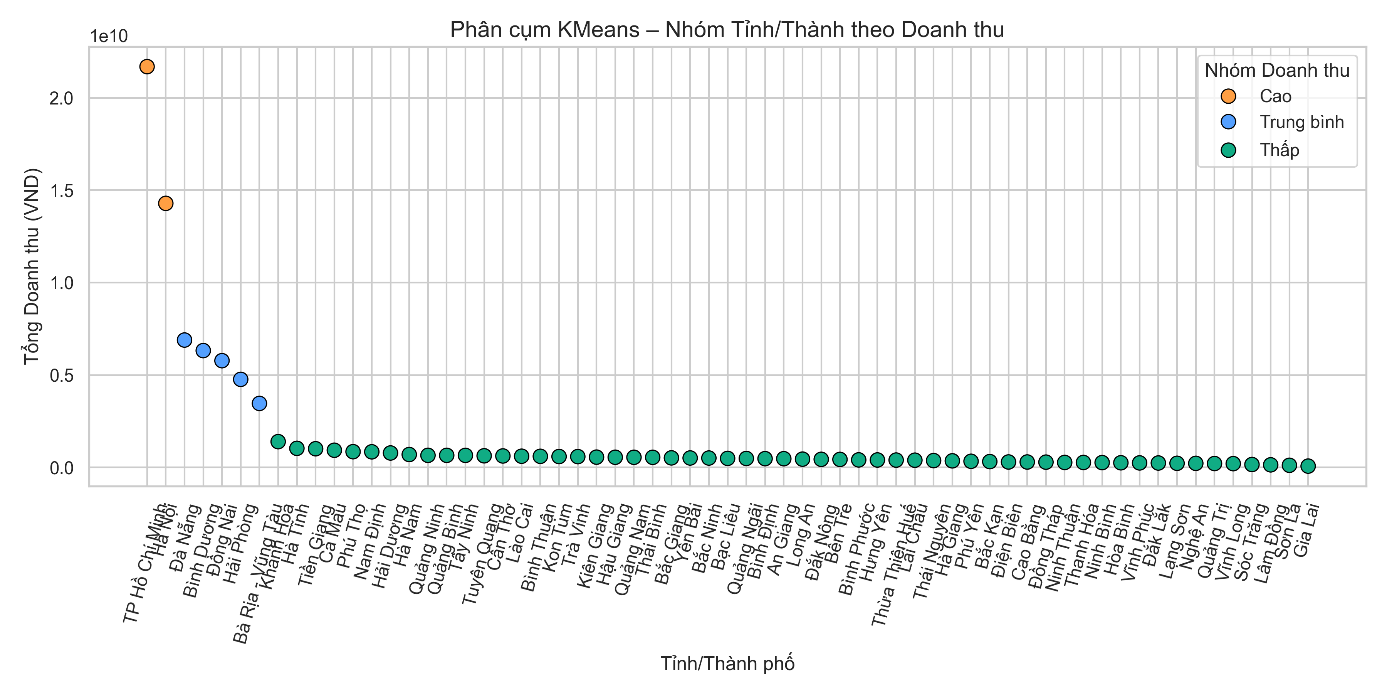 Phân cụm KMeans – Nhóm Tỉnh/Thành theo Doanh thu
1e10
Nhóm Doanh thu
Cao
Trung bình
Thấp
Tổng Doanh thu (VND)
2.0
1.5
1.0
0.5
0.0
TP Hồ Chí Minh
Hà Nội
Đà Nẵng
Bình Dương
Đồng Nai
Hải Phòng
Bà Rịa - Vũng Tàu
Khánh Hòa
Hà Tĩnh
Tiền Giang
Cà Mau
Phú Thọ
Nam Định
Hải Dương
Hà Nam
Quảng Ninh
Quảng Bình
Tây Ninh
Tuyên Quang
Cần Thơ
Lào Cai
Bình Thuận
Kon Tum
Trà Vinh
Kiên Giang
Hậu Giang
Quảng Nam
Thái Bình
Bắc Giang
Yên Bái
Bắc Ninh
Bạc Liêu
Quảng Ngãi
Bình Định
An Giang
Long An
Đắk Nông
Bến Tre
Bình Phước
Hưng Yên
Thừa Thiên Huế
Lai Châu
Thái Nguyên
Hà Giang
Phú Yên
Bắc Kạn
Điện Biên
Cao Bằng
Đồng Tháp
Ninh Thuận
Thanh Hóa
Ninh Bình
Hòa Bình
Vĩnh Phúc
Đắk Lắk
Lạng Sơn
Nghệ An
Quảng Trị
Vĩnh Long
Sóc Trăng
Lâm Đồng
Sơn La
Gia Lai
Tỉnh/Thành phố